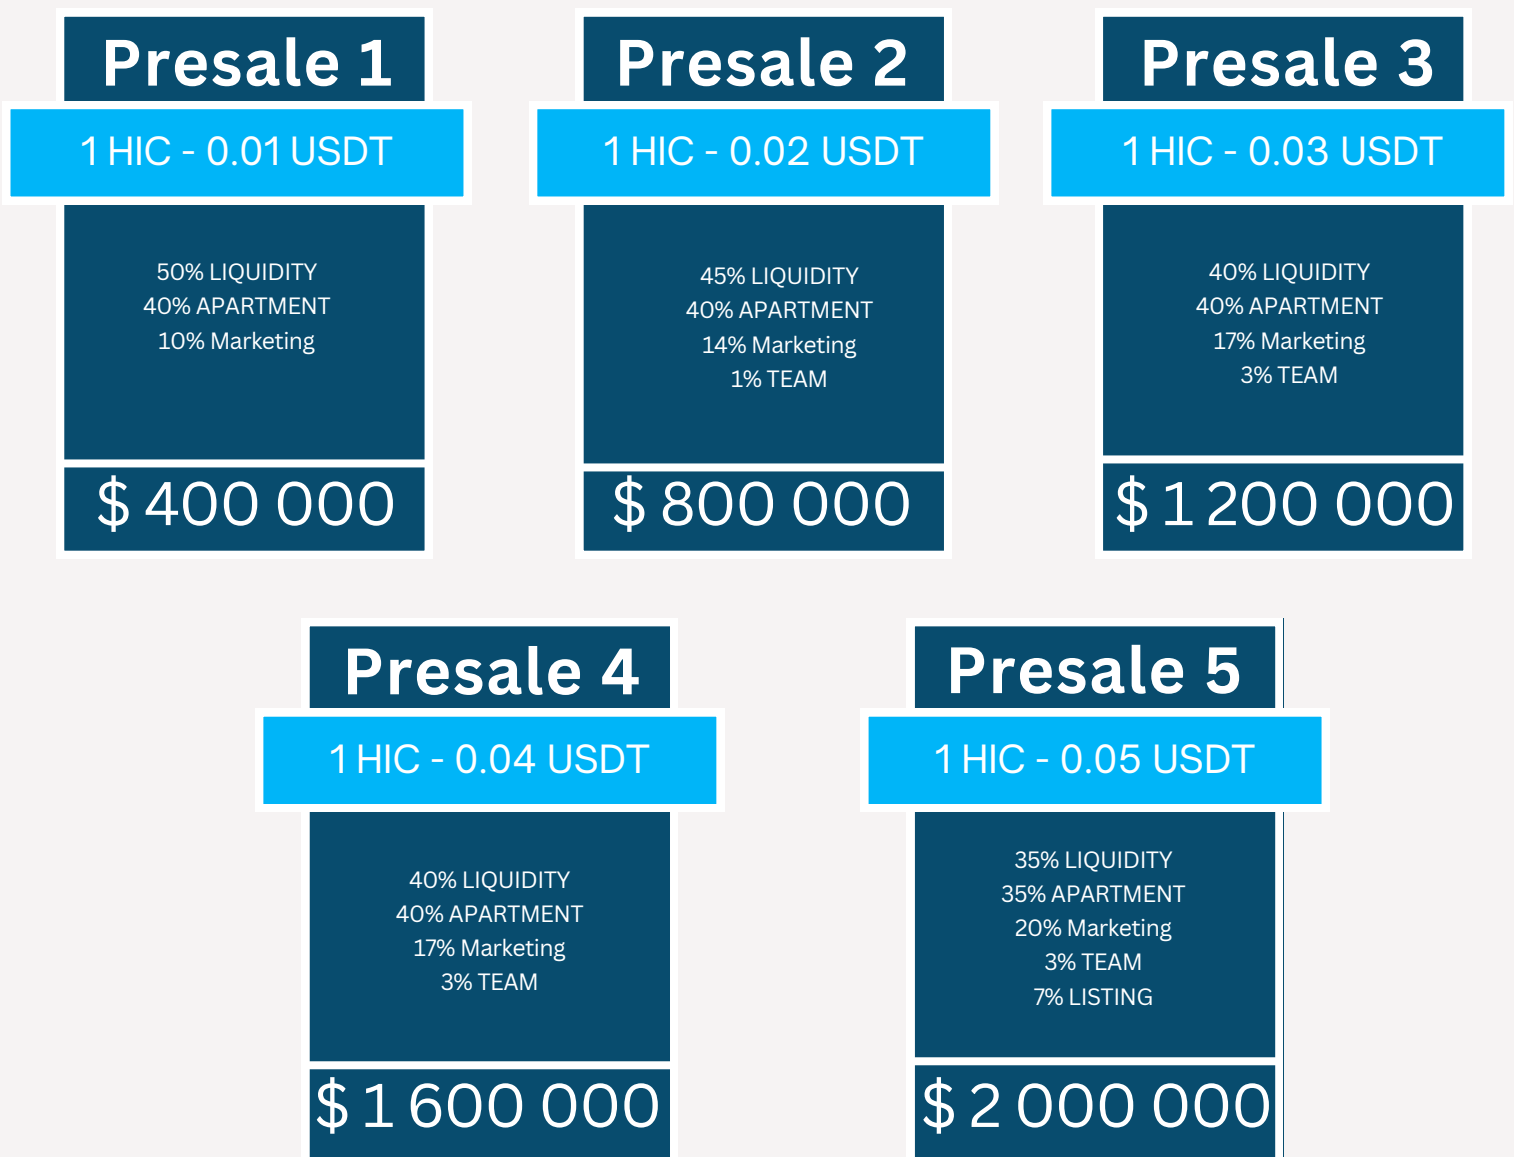 Presale 1
1 HIC - 0.01 USDT
50% LIQUIDITY
40% APARTMENT
10% Marketing
$ 400 000
Presale 2
1 HIC - 0.02 USDT
45% LIQUIDITY
40% APARTMENT
14% Marketing
1% TEAM
$ 800 000
Presale 3
1 HIC - 0.03 USDT
40% LIQUIDITY
40% APARTMENT
17% Marketing
3% TEAM
$ 1 200 000
Presale 4
1 HIC - 0.04 USDT
40% LIQUIDITY
40% APARTMENT
17% Marketing
3% TEAM
$ 1 600 000
Presale 5
1 HIC - 0.05 USDT
35% LIQUIDITY
35% APARTMENT
20% Marketing
3% TEAM
7% LISTING
$ 2 000 000